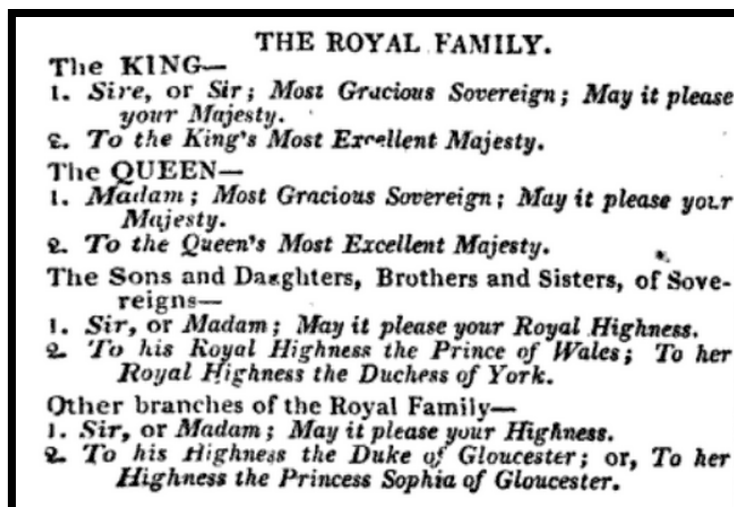 THE ROYAL FAMILY.
The KING—
1. Sire, or Sir; Most Gracious Sovereign; May it please
your Majesty.
2. To the King's Most Excellent Majesty.
The QUEEN—
1. Madam; Most Gracious Sovereign; May it please your
Majesty.
2. To the Queen's Most Excellent Majesty.
The Sons and Daughters, Brothers and Sisters, of Sove-
reigns—
1. Sir, or Madam; May it please your Royal Highness.
2. To his Royal Highness the Prince of Wales; To her
Royal Highness the Duchess of York.
Other branches of the Royal Family—
1. Sir, or Madam; May it please your Highness.
2. To his Highness the Duke of Gloucester; or, To her
Highness the Princess Sophia of Gloucester.